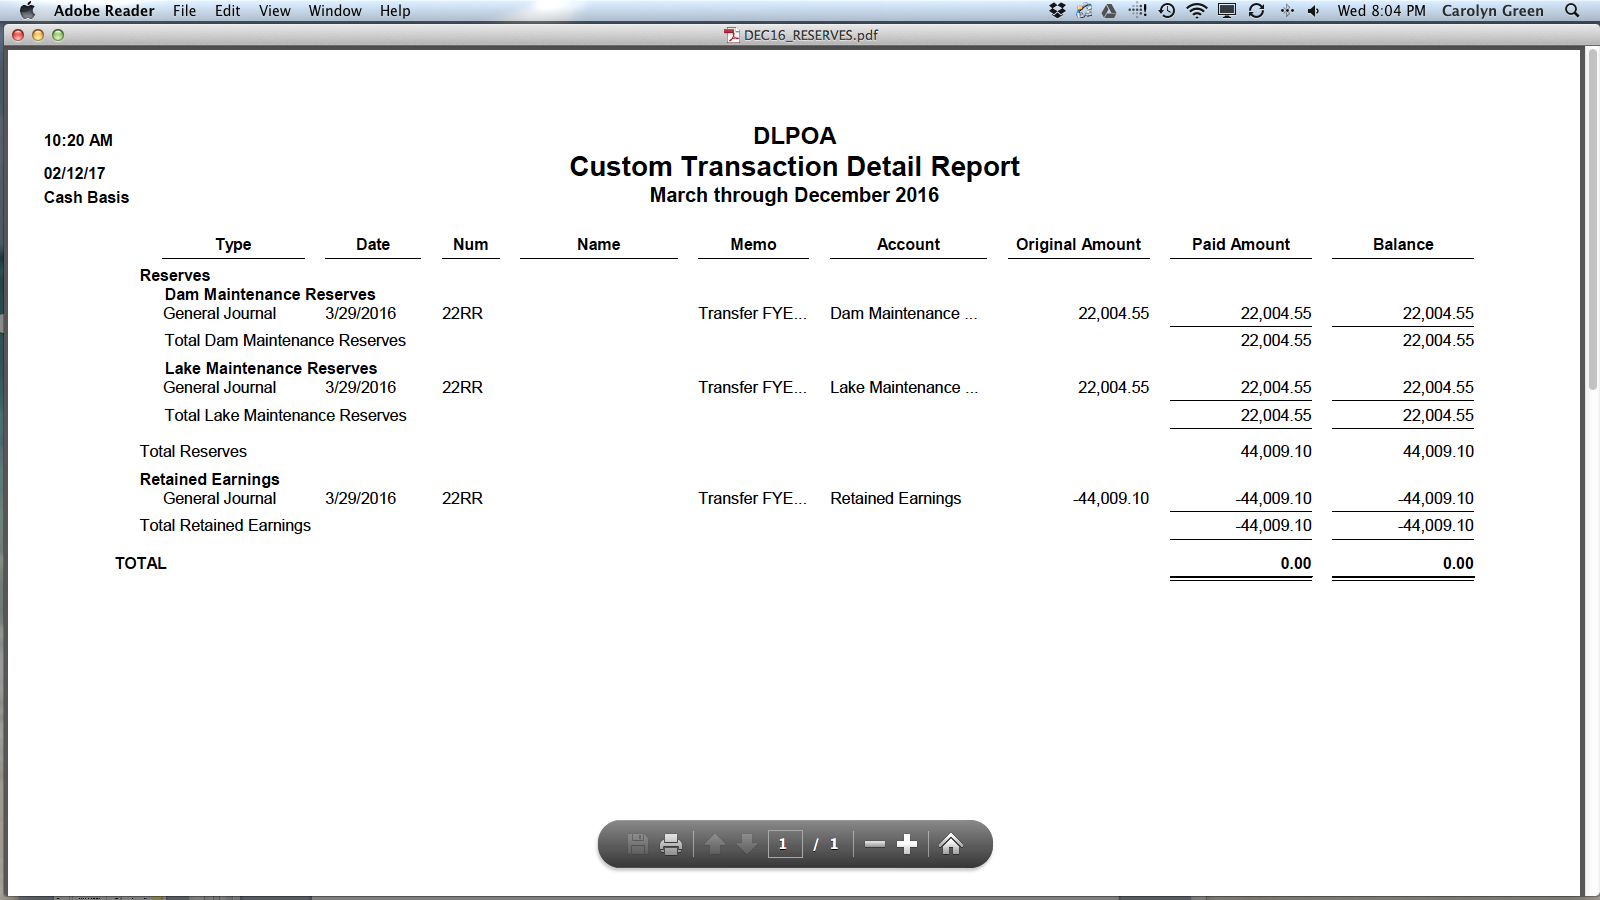 Adobe Reader File Edit View Window Help Wed 8:04 PM Carolyn Green
DEC16_RESERVES.pdf
10:20 AM
02/12/17
Cash Basis
DLPOA
Custom Transaction Detail Report
March through December 2016
Type Date Num Name Memo Account Original Amount Paid Amount Balance
Reserves
Dam Maintenance Reserves
General Journal 3/29/2016 22RR Transfer FYE... Dam Maintenance ... 22,004.55 22,004.55 22,004.55
Total Dam Maintenance Reserves 22,004.55 22,004.55
Lake Maintenance Reserves
General Journal 3/29/2016 22RR Transfer FYE... Lake Maintenance ... 22,004.55 22,004.55 22,004.55
Total Lake Maintenance Reserves 22,004.55 22,004.55
Total Reserves 44,009.10 44,009.10
Retained Earnings
General Journal 3/29/2016 22RR Transfer FYE... Retained Earnings -44,009.10 -44,009.10 -44,009.10
Total Retained Earnings -44,009.10 -44,009.10
TOTAL 0.00 0.00
1 / 1